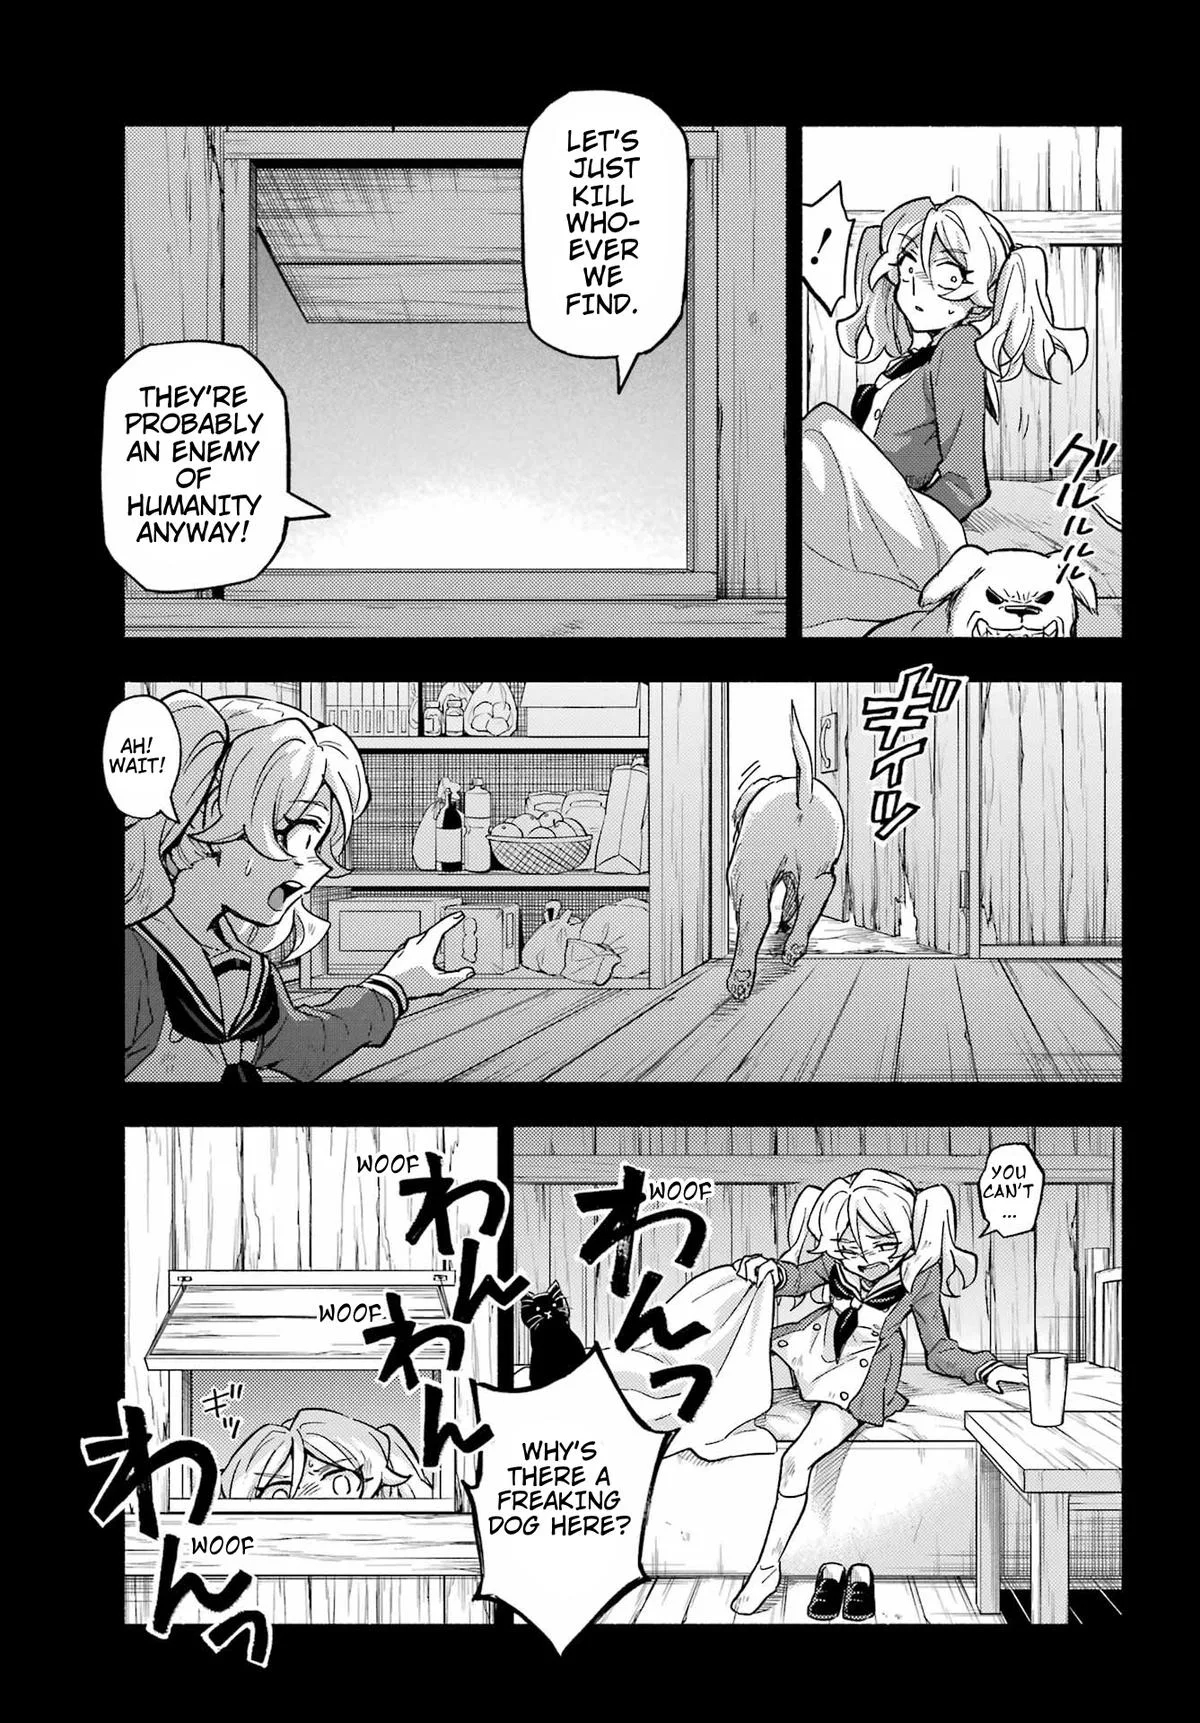 !
グルルルル
LET'S
JUST
KILL
WHO-
EVER
WE
FIND.
THEY'RE
PROBABLY
AN ENEMY
OF
HUMANITY
ANYWAY!
ギイッ
AH!
WAIT!
YOU
CAN'T
...
わんっ
WOOF
WHY'S
THERE A
FREAKING
DOG HERE?
わん
WOOF
わん
WOOF
ギッ
わんっ
WOOF